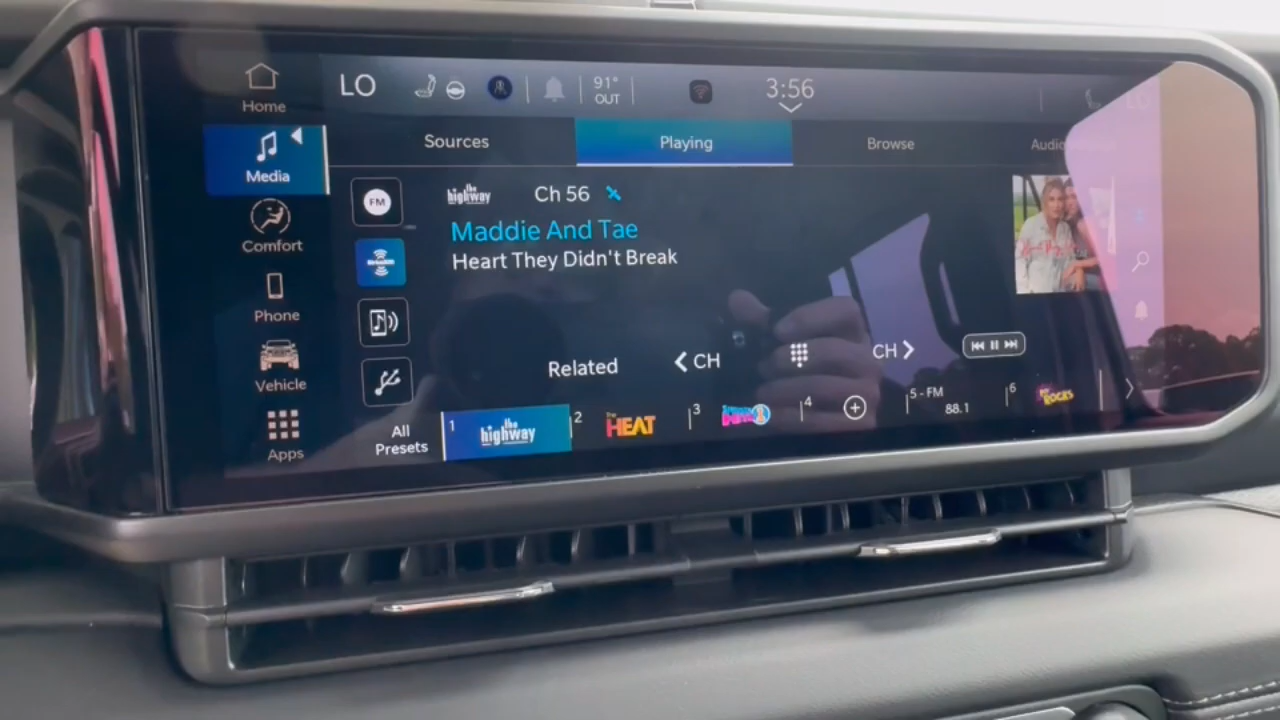 Home
LO
91°
OUT
3:56
Media
Sources
Playing
Browse
Audio
FM
the
highway
Ch 56
Maddie And Tae
Heart They Didn't Break
Comfort
Phone
Vehicle
Apps
Related
CH
CH
All
Presets
1
the
highway
2
The
HEAT
3
4
5 - FM
88.1
6
ROCKS